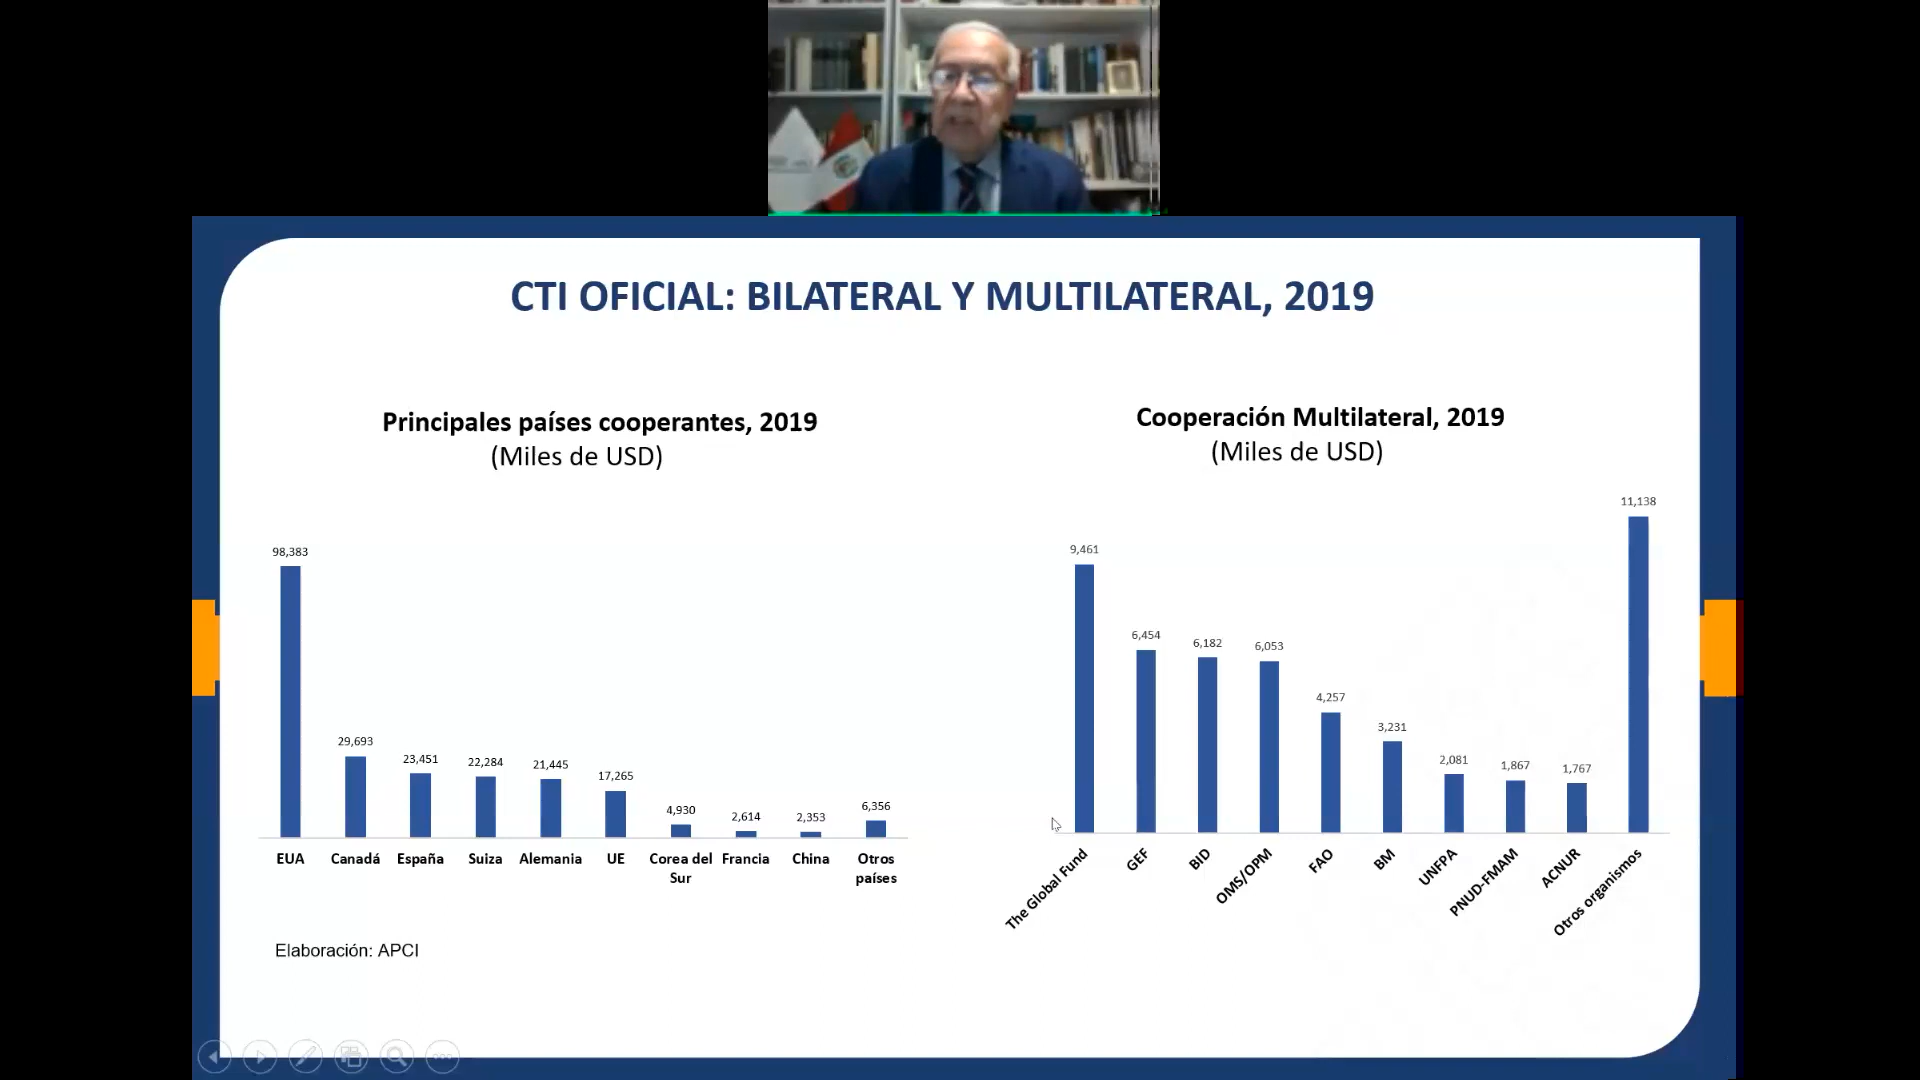 CTI OFICIAL: BILATERAL Y MULTILATERAL, 2019
Principales países cooperantes, 2019
(Miles de USD)
98,383
29,693
23,451
22,284
21,445
17,265
4,930
2,614
2,353
6,356
EUA
Canadá
España
Suiza
Alemania
UE
Corea del
Sur
Francia
China
Otros
países
Elaboración: APCI
Cooperación Multilateral, 2019
(Miles de USD)
9,461
6,454
6,182
6,053
4,257
3,231
2,081
1,867
1,767
11,138
The Global Fund
GEF
BID
OMS/OPM
FAO
BM
UNFPA
PNUD-FMAM
ACNUR
Otros organismos